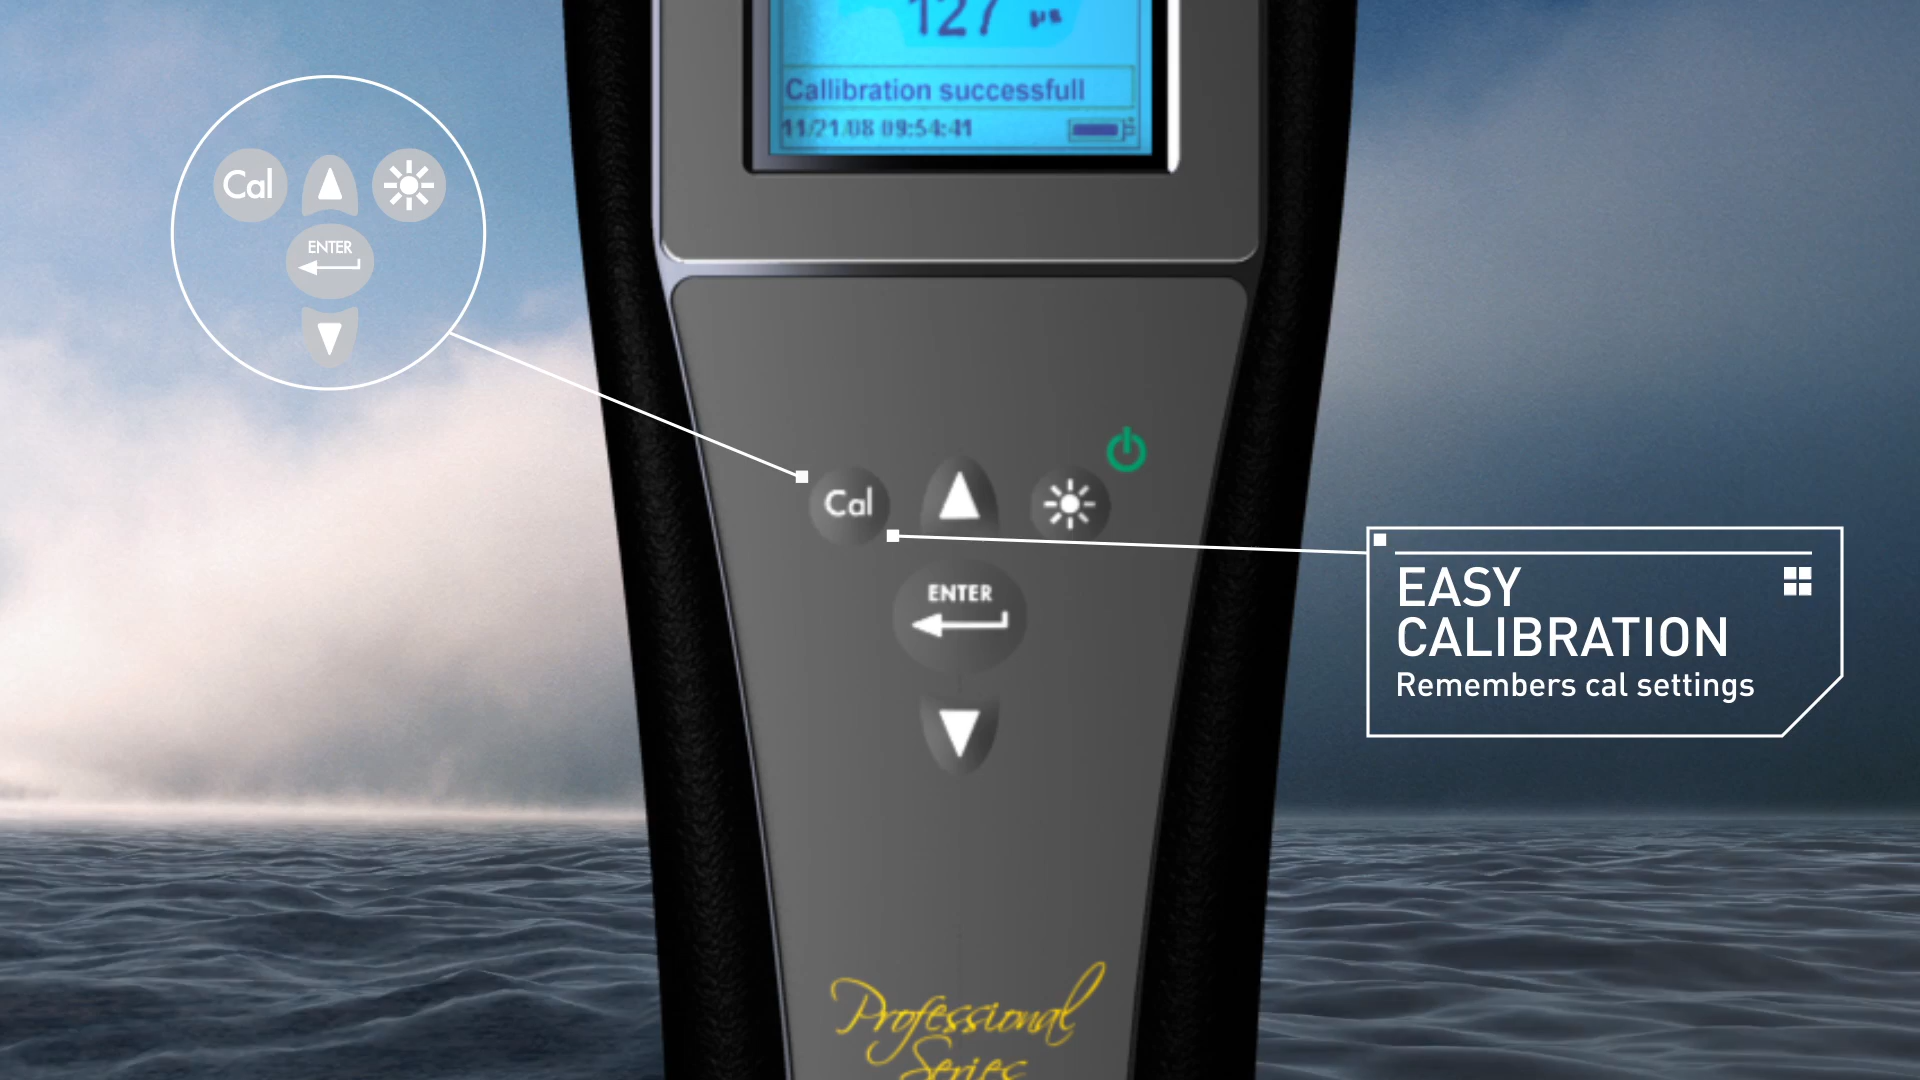 127 µs
Callibration successfull
11/21/08 09:54:41
Cal
ENTER
Cal
ENTER
EASY
CALIBRATION
Remembers cal settings
Professional
Series